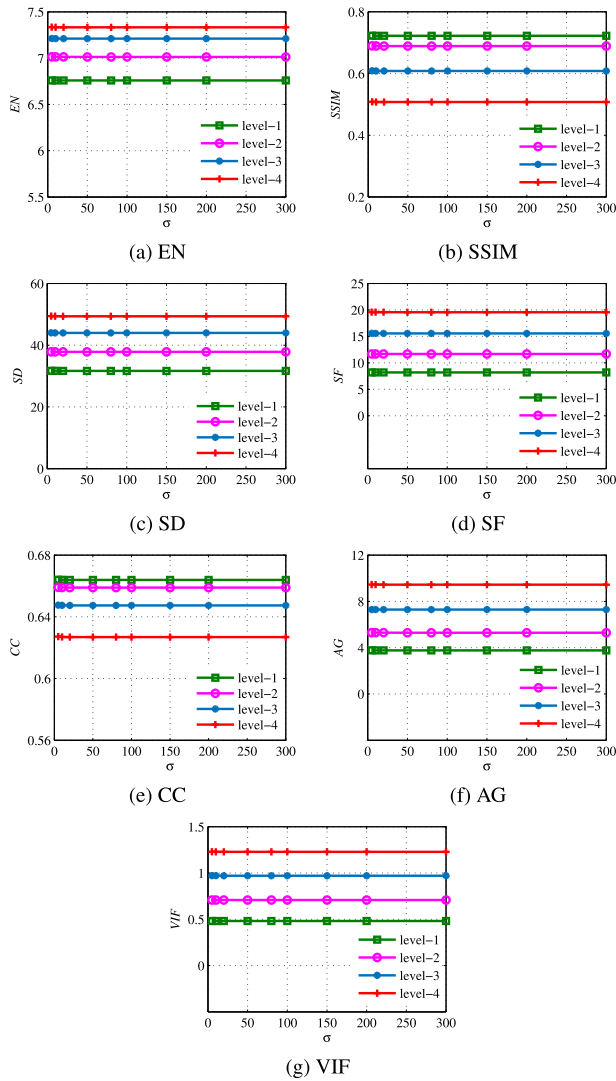 7.5
7
6.5
6
5.5
EN
0 50 100 150 200 250 300
σ
level-1
level-2
level-3
level-4
(a) EN
0.8
0.6
0.4
0.2
SSIM
0 50 100 150 200 250 300
σ
level-1
level-2
level-3
level-4
(b) SSIM
60
40
20
0
SD
0 50 100 150 200 250 300
σ
level-1
level-2
level-3
level-4
(c) SD
25
20
15
10
5
0
SF
0 50 100 150 200 250 300
σ
level-1
level-2
level-3
level-4
(d) SF
0.68
0.64
0.6
0.56
CC
0 50 100 150 200 250 300
σ
level-1
level-2
level-3
level-4
(e) CC
12
8
4
0
AG
0 50 100 150 200 250 300
σ
level-1
level-2
level-3
level-4
(f) AG
1.5
1
0.5
0
VIF
0 50 100 150 200 250 300
σ
level-1
level-2
level-3
level-4
(g) VIF